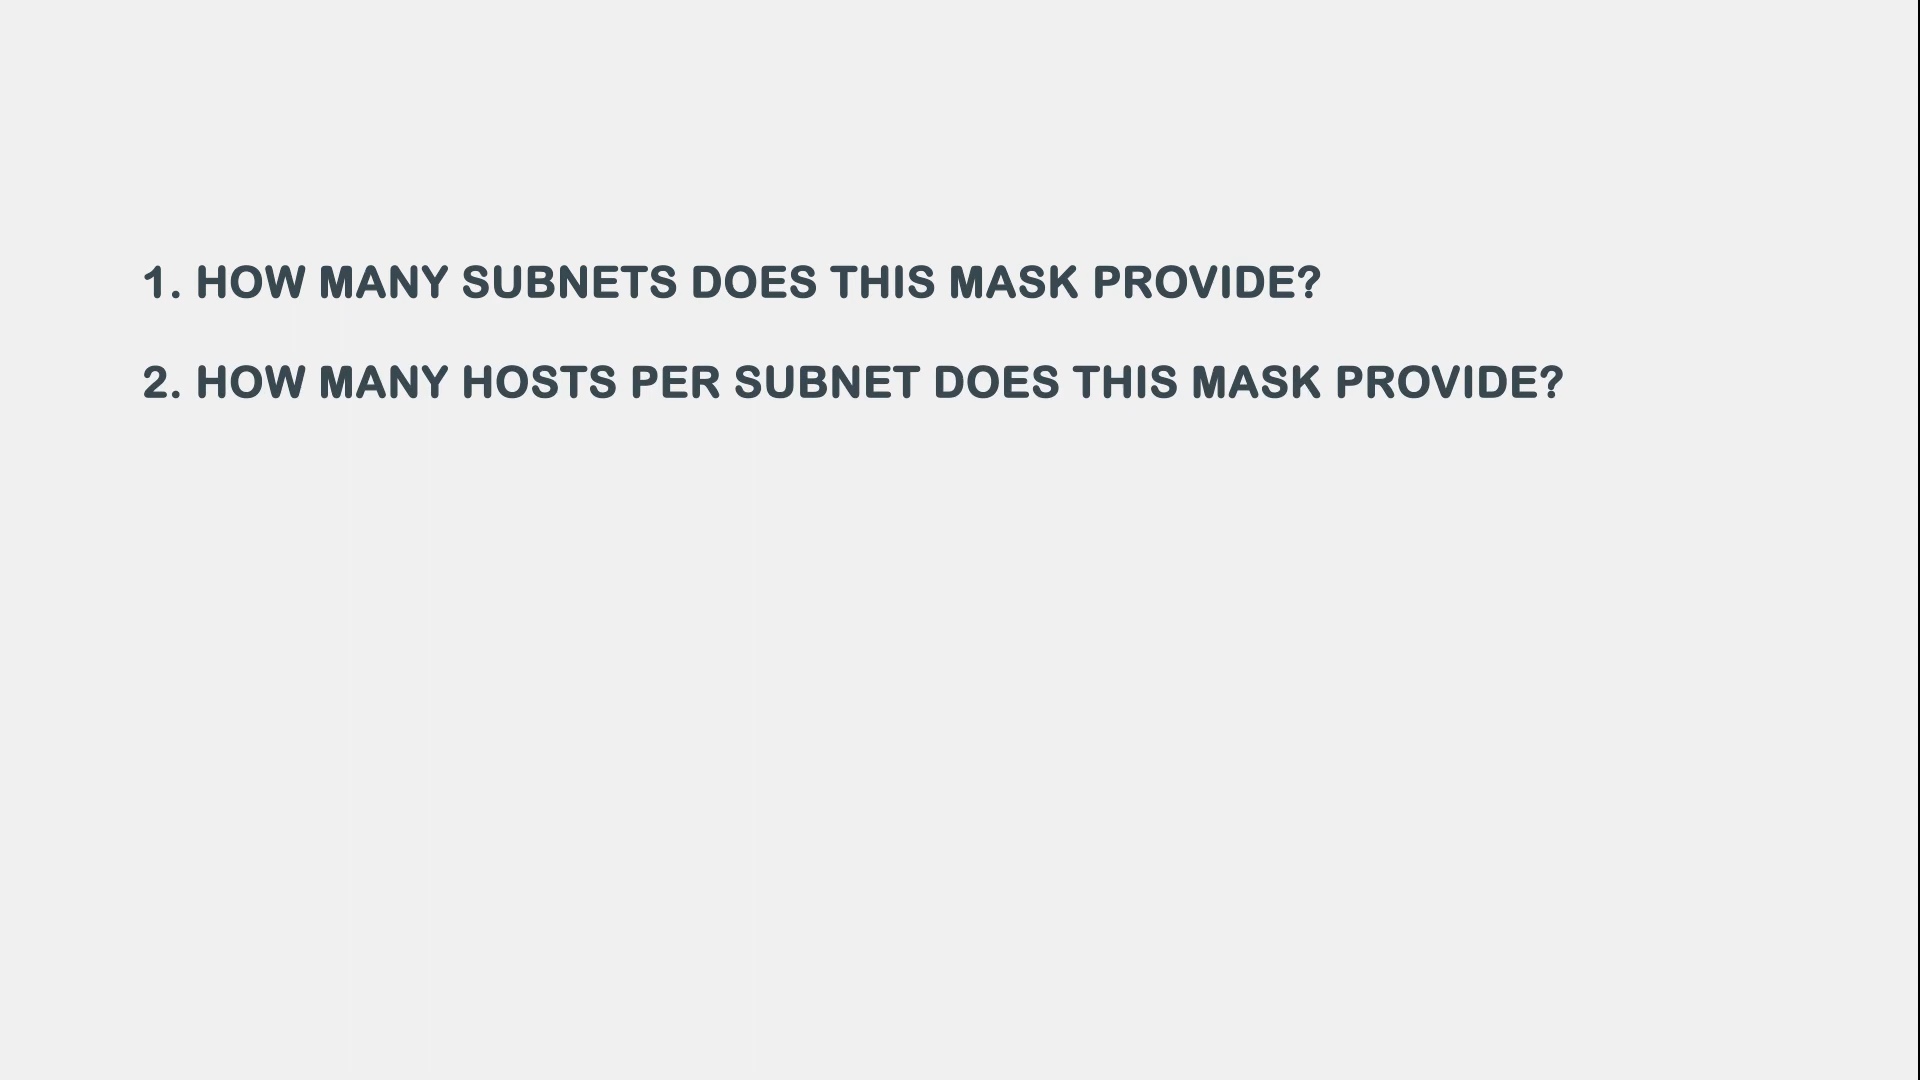 1. HOW MANY SUBNETS DOES THIS MASK PROVIDE?
2. HOW MANY HOSTS PER SUBNET DOES THIS MASK PROVIDE?